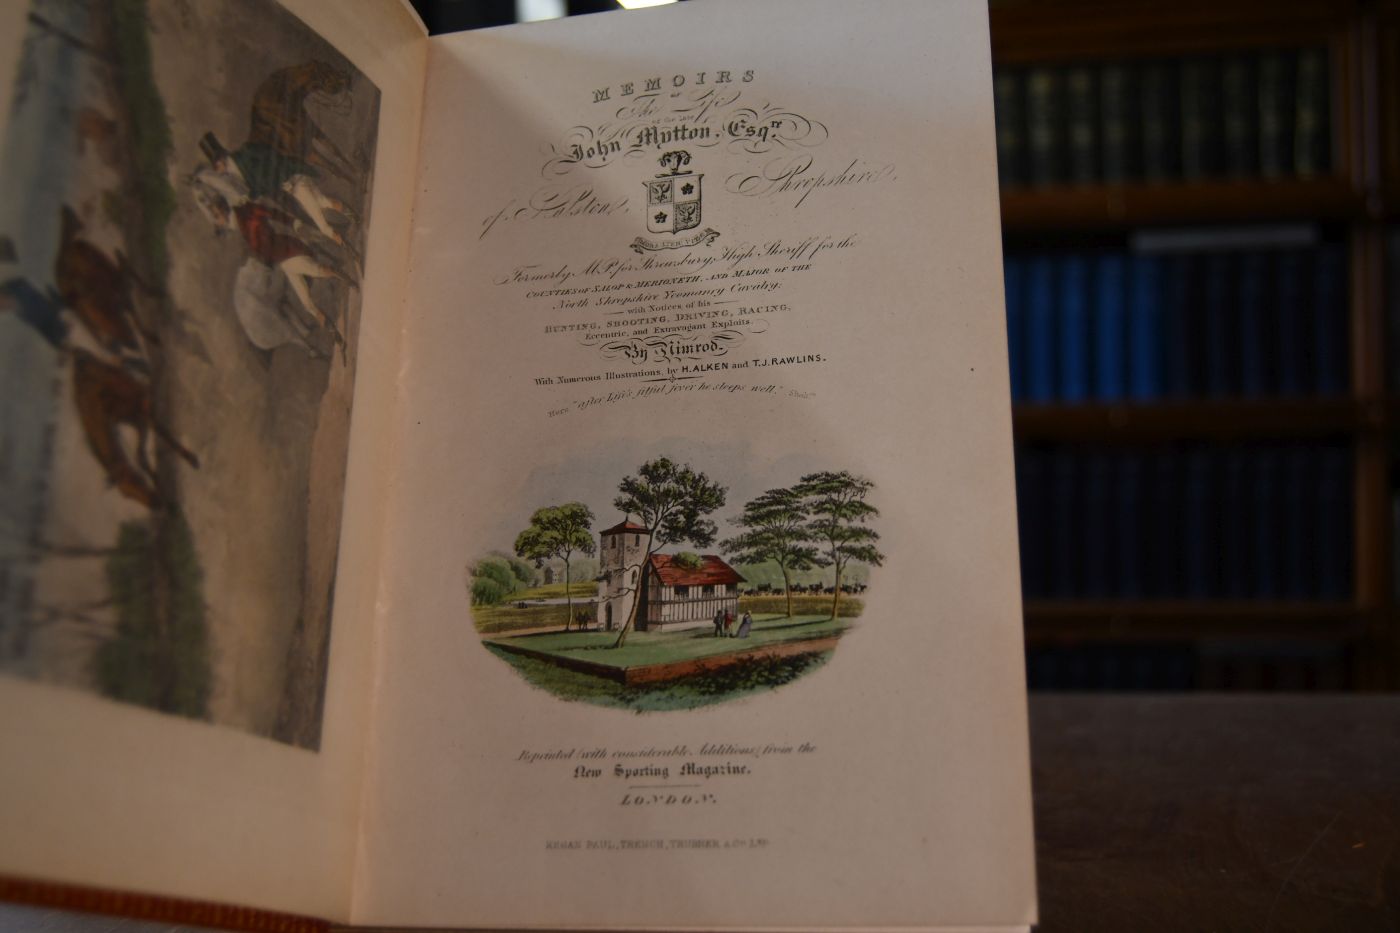 MEMOIRS
OF
The Life
of the late
John Mytton, Esqre
of Halston, Shropshire,
Formerly M.P. for Shrewsbury, High Sheriff for the
COUNTIES OF SALOP & MERIONETH, AND MAJOR OF THE
North Shropshire Yeomanry Cavalry;
with Notices of his
HUNTING, SHOOTING, DRIVING, RACING,
Eccentric, and Extravagant Exploits.
By Nimrod.
With Numerous Illustrations, by H. ALKEN and T. J. RAWLINS.
Here "after life's fitful fever he sleeps well."
Reprinted (with considerable Additions) from the
New Sporting Magazine.
LONDON.
KEGAN PAUL, TRENCH, TRUBNER & Co. LTD.